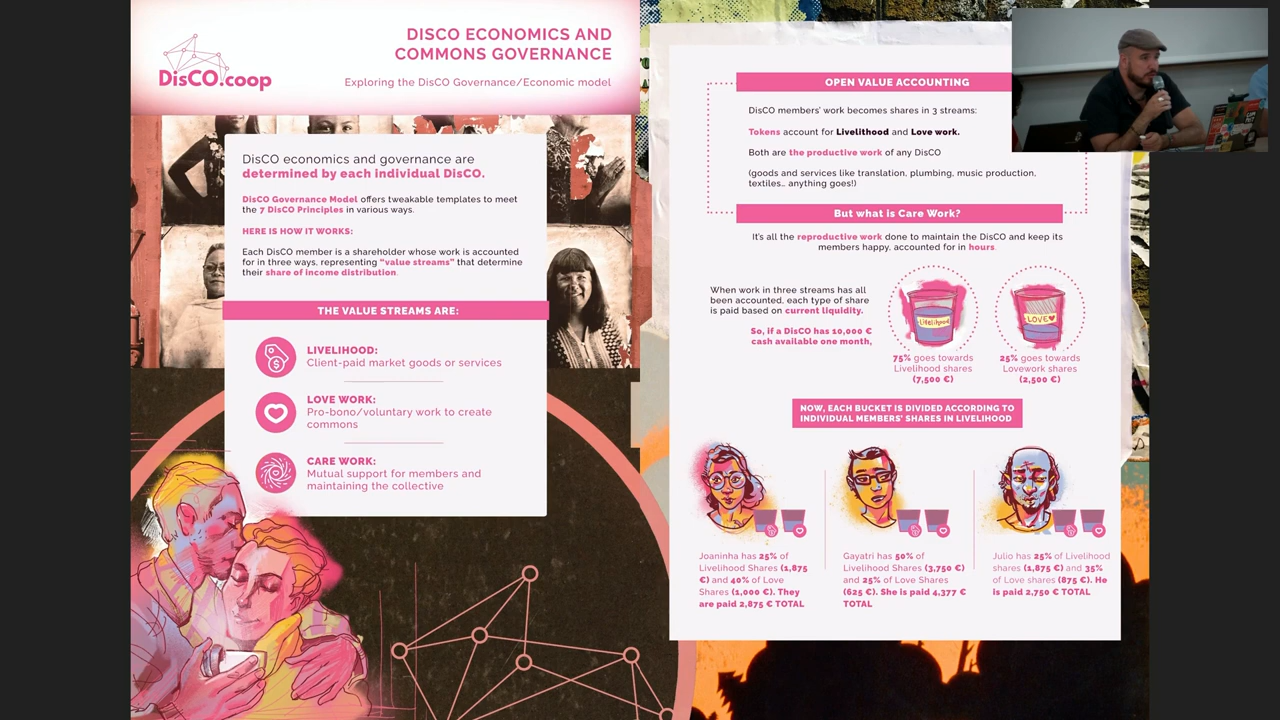 DisCO.coop
DISCO ECONOMICS AND
COMMONS GOVERNANCE
Exploring the DisCO Governance/Economic model
DisCO economics and governance are
determined by each individual DisCO.
DisCO Governance Model offers tweakable templates to meet
the 7 DisCO Principles in various ways.
HERE IS HOW IT WORKS:
Each DisCO member is a shareholder whose work is accounted
for in three ways, representing "value streams" that determine
their share of income distribution.
THE VALUE STREAMS ARE:
LIVELIHOOD:
Client-paid market goods or services
LOVE WORK:
Pro-bono/voluntary work to create
commons
CARE WORK:
Mutual support for members and
maintaining the collective
OPEN VALUE ACCOUNTING
DisCO members' work becomes shares in 3 streams:
Tokens account for Livelithood and Love work.
Both are the productive work of any DisCO
(goods and services like translation, plumbing, music production,
textiles… anything goes!)
But what is Care Work?
It's all the reproductive work done to maintain the DisCO and keep its
members happy, accounted for in hours.
When work in three streams has all
been accounted, each type of share
is paid based on current liquidity.
So, if a DisCO has 10,000 €
cash available one month,
Livelihood
75% goes towards
Livelihood shares
(7,500 €)
LOVE
25% goes towards
Lovework shares
(2,500 €)
NOW, EACH BUCKET IS DIVIDED ACCORDING TO
INDIVIDUAL MEMBERS' SHARES IN LIVELIHOOD
Joaninha has 25% of
Livelihood Shares (1,875
€) and 40% of Love
Shares (1,000 €). They
are paid 2,875 € TOTAL
Gayatri has 50% of
Livelihood Shares (3,750 €)
and 25% of Love Shares
(625 €). She is paid 4,377 €
TOTAL
Julio has 25% of Livelihood
shares (1,875 €) and 35%
of Love shares (875 €). He
is paid 2,750 € TOTAL